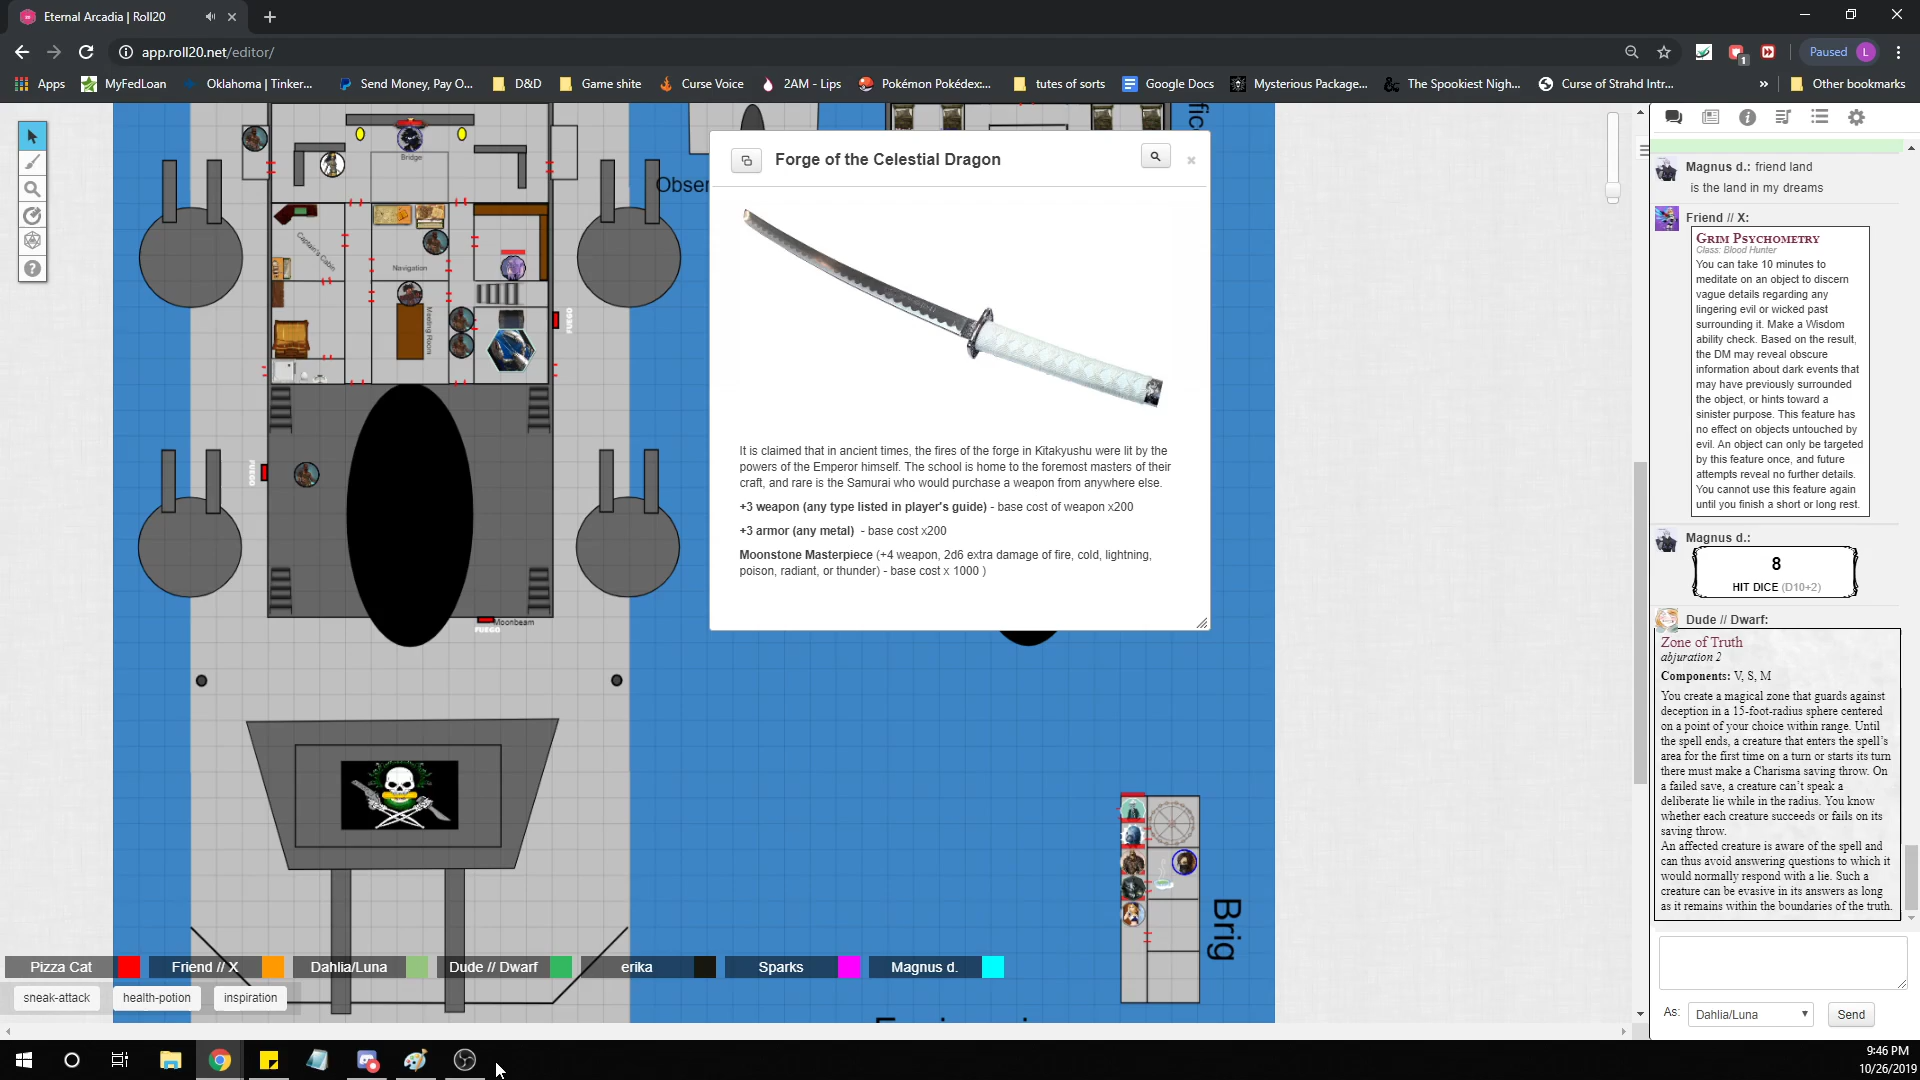 Eternal Arcadia | Roll20
app.roll20.net/editor/
Paused
L
1
Apps
MyFedLoan
Oklahoma | Tinker...
Send Money, Pay O...
D&D
Game shite
Curse Voice
2AM - Lips
Pokémon Pokédex:...
tutes of sorts
Google Docs
Mysterious Package...
The Spookiest Nigh...
Curse of Strahd Intr...
»
Other bookmarks
Bridge
Captain's Cabin
Navigation
Meeting Room
FUEGO
FUEGO
FUEGO
Moonbeam
Obser
fic
Forge of the Celestial Dragon
It is claimed that in ancient times, the fires of the forge in Kitakyushu were lit by the
powers of the Emperor himself. The school is home to the foremost masters of their
craft, and rare is the Samurai who would purchase a weapon from anywhere else.
+3 weapon (any type listed in player's guide) - base cost of weapon x200
+3 armor (any metal) - base cost x200
Moonstone Masterpiece (+4 weapon, 2d6 extra damage of fire, cold, lightning,
poison, radiant, or thunder) - base cost x 1000 )
Brig
Pizza Cat
Friend // X
Dahlia/Luna
Dude // Dwarf
erika
Sparks
Magnus d.
sneak-attack
health-potion
inspiration
Magnus d.: friend land
is the land in my dreams
Friend // X:
Grim Psychometry
Class: Blood Hunter
You can take 10 minutes to
meditate on an object to discern
vague details regarding any
lingering evil or wicked past
surrounding it. Make a Wisdom
ability check. Based on the result,
the DM may reveal obscure
information about dark events that
may have previously surrounded
the object, or hints toward a
sinister purpose. This feature has
no effect on objects untouched by
evil. An object can only be targeted
by this feature once, and future
attempts reveal no further details.
You cannot use this feature again
until you finish a short or long rest.
Magnus d.:
8
HIT DICE (D10+2)
Dude // Dwarf:
Zone of Truth
abjuration 2
Components: V, S, M
You create a magical zone that guards against
deception in a 15-foot-radius sphere centered
on a point of your choice within range. Until
the spell ends, a creature that enters the spell's
area for the first time on a turn or starts its turn
there must make a Charisma saving throw. On
a failed save, a creature can't speak a
deliberate lie while in the radius. You know
whether each creature succeeds or fails on its
saving throw.
An affected creature is aware of the spell and
can thus avoid answering questions to which it
would normally respond with a lie. Such a
creature can be evasive in its answers as long
as it remains within the boundaries of the truth.
As:
Dahlia/Luna
Send
9:46 PM
10/26/2019